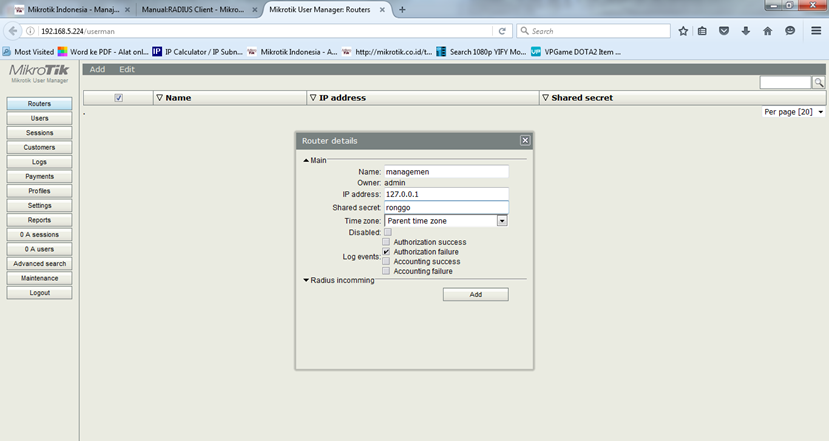 Mikrotik Indonesia - Manaj...
Manual:RADIUS Client - Mikro...
Mikrotik User Manager: Routers
192.168.5.224/userman
Search
Most Visited
Word ke PDF - Alat onl...
IP Calculator / IP Subn...
Mikrotik Indonesia - A...
http://mikrotik.co.id/t...
Search 1080p YIFY Mo...
VPGame DOTA2 Item ...
MikroTik
Mikrotik User Manager
Add Edit
Routers
Users
Sessions
Customers
Logs
Payments
Profiles
Settings
Reports
0 A sessions
0 A users
Advanced search
Maintenance
Logout
Name
IP address
Shared secret
Per page [20]
Router details
Main
Name: managemen
Owner: admin
IP address: 127.0.0.1
Shared secret: ronggo
Time zone: Parent time zone
Disabled:
Log events:
Authorization success
Authorization failure
Accounting success
Accounting failure
Radius incomming
Add